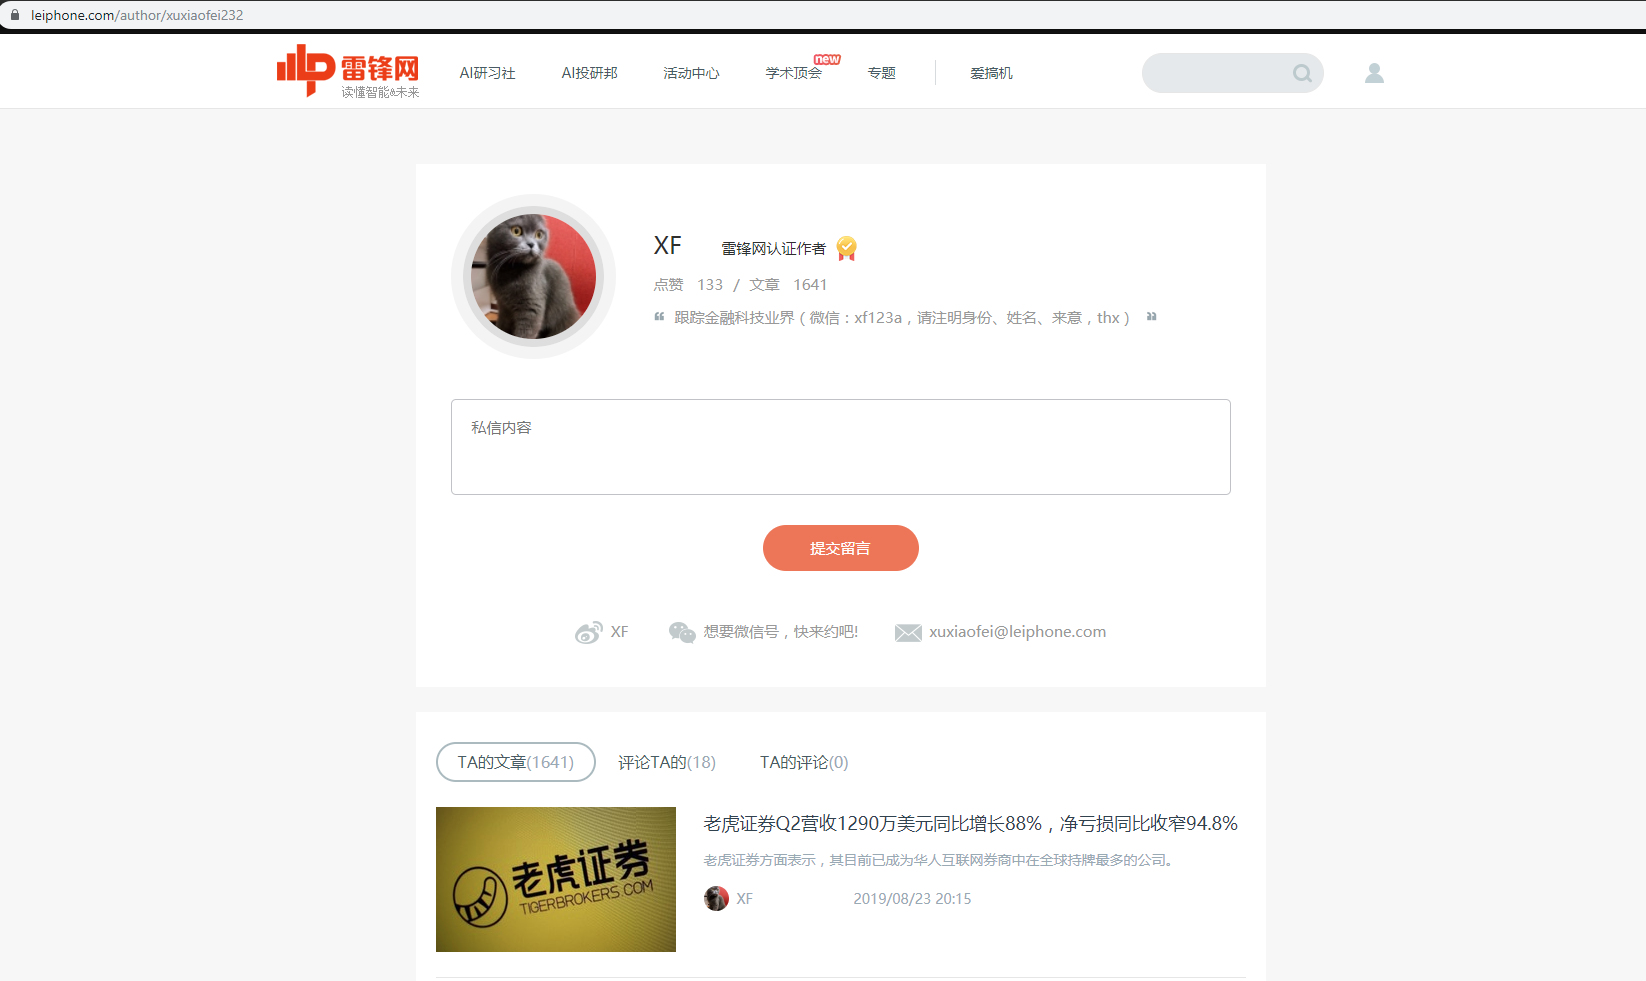 leiphone.com/author/xuxiaofei232
雷锋网
读懂智能&未来
AI研习社
AI投研邦
活动中心
学术顶会
new
专题
爱搞机
XF
雷锋网认证作者
点赞 133 / 文章 1641
“ 跟踪金融科技业界（微信：xf123a，请注明身份、姓名、来意，thx） ”
私信内容
提交留言
XF
想要微信号，快来约吧!
xuxiaofei@leiphone.com
TA的文章(1641)
评论TA的(18)
TA的评论(0)
老虎证券
TIGERBROKERS.COM
老虎证券Q2营收1290万美元同比增长88%，净亏损同比收窄94.8%
老虎证券方面表示，其目前已成为华人互联网券商中在全球持牌最多的公司。
XF
2019/08/23 20:15